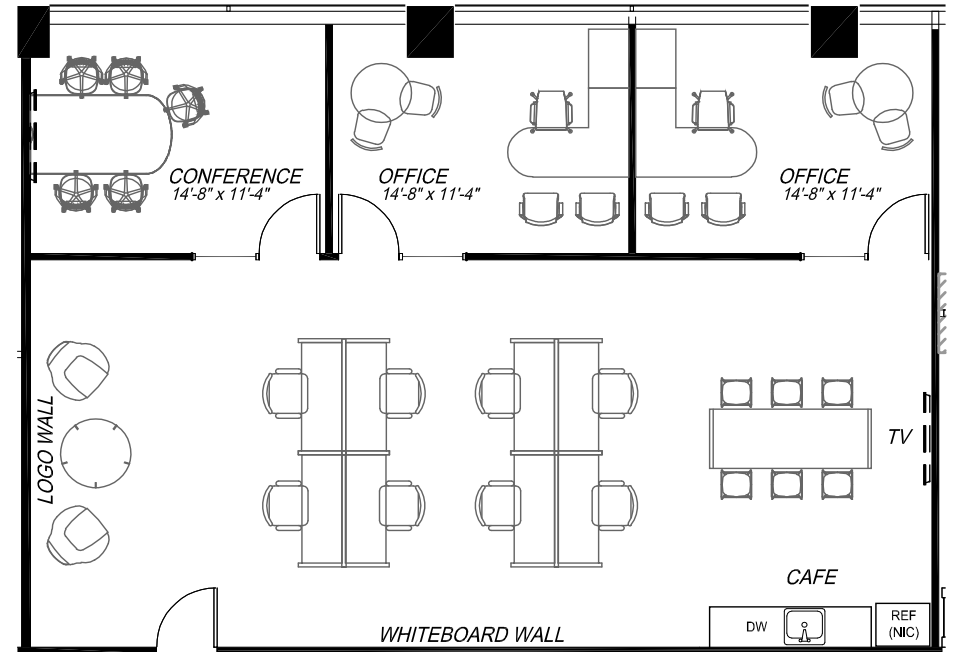 CONFERENCE
14'-8" x 11'-4"
OFFICE
14'-8" x 11'-4"
OFFICE
14'-8" x 11'-4"
LOGO WALL
TV
CAFE
WHITEBOARD WALL
DW
REF
(NIC)